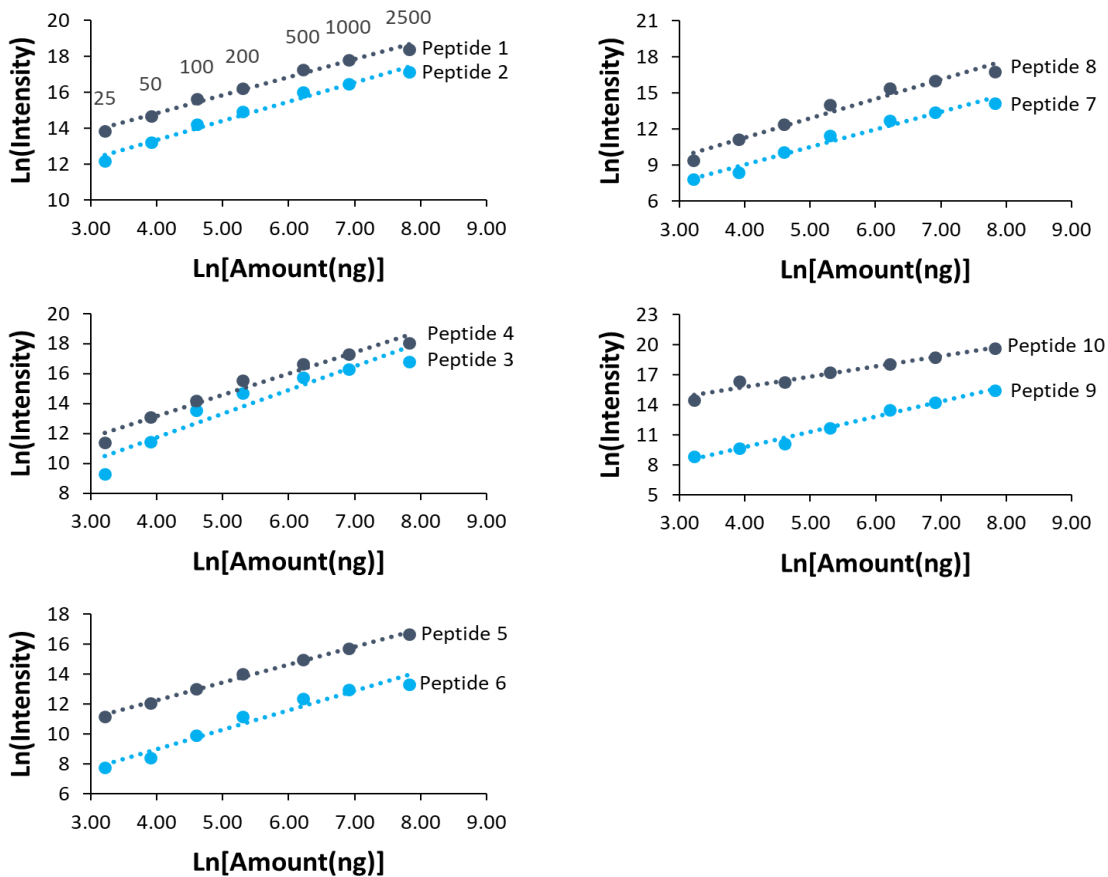 Ln(Intensity)
20
18
16
14
12
10
25
50
100
200
500
1000
2500
Peptide 1
Peptide 2
3.00 4.00 5.00 6.00 7.00 8.00 9.00
Ln[Amount(ng)]
Ln(Intensity)
21
18
15
12
9
6
Peptide 8
Peptide 7
3.00 4.00 5.00 6.00 7.00 8.00 9.00
Ln[Amount(ng)]
Ln(Intensity)
20
18
16
14
12
10
8
Peptide 4
Peptide 3
3.00 4.00 5.00 6.00 7.00 8.00 9.00
Ln[Amount(ng)]
Ln(Intensity)
23
20
17
14
11
8
5
Peptide 10
Peptide 9
3.00 4.00 5.00 6.00 7.00 8.00 9.00
Ln[Amount(ng)]
Ln(Intensity)
18
16
14
12
10
8
6
Peptide 5
Peptide 6
3.00 4.00 5.00 6.00 7.00 8.00 9.00
Ln[Amount(ng)]